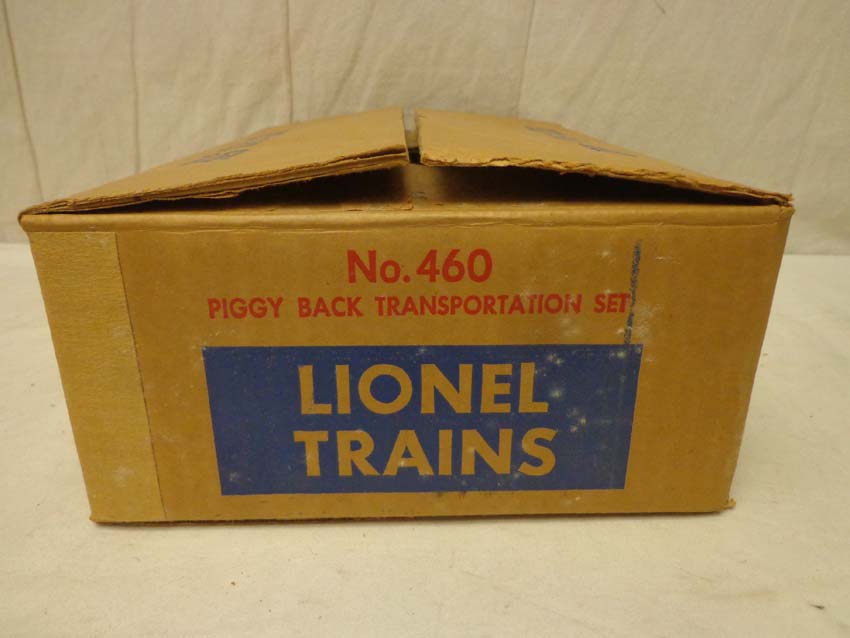 No. 460
PIGGY BACK TRANSPORTATION SET
LIONEL
TRAINS